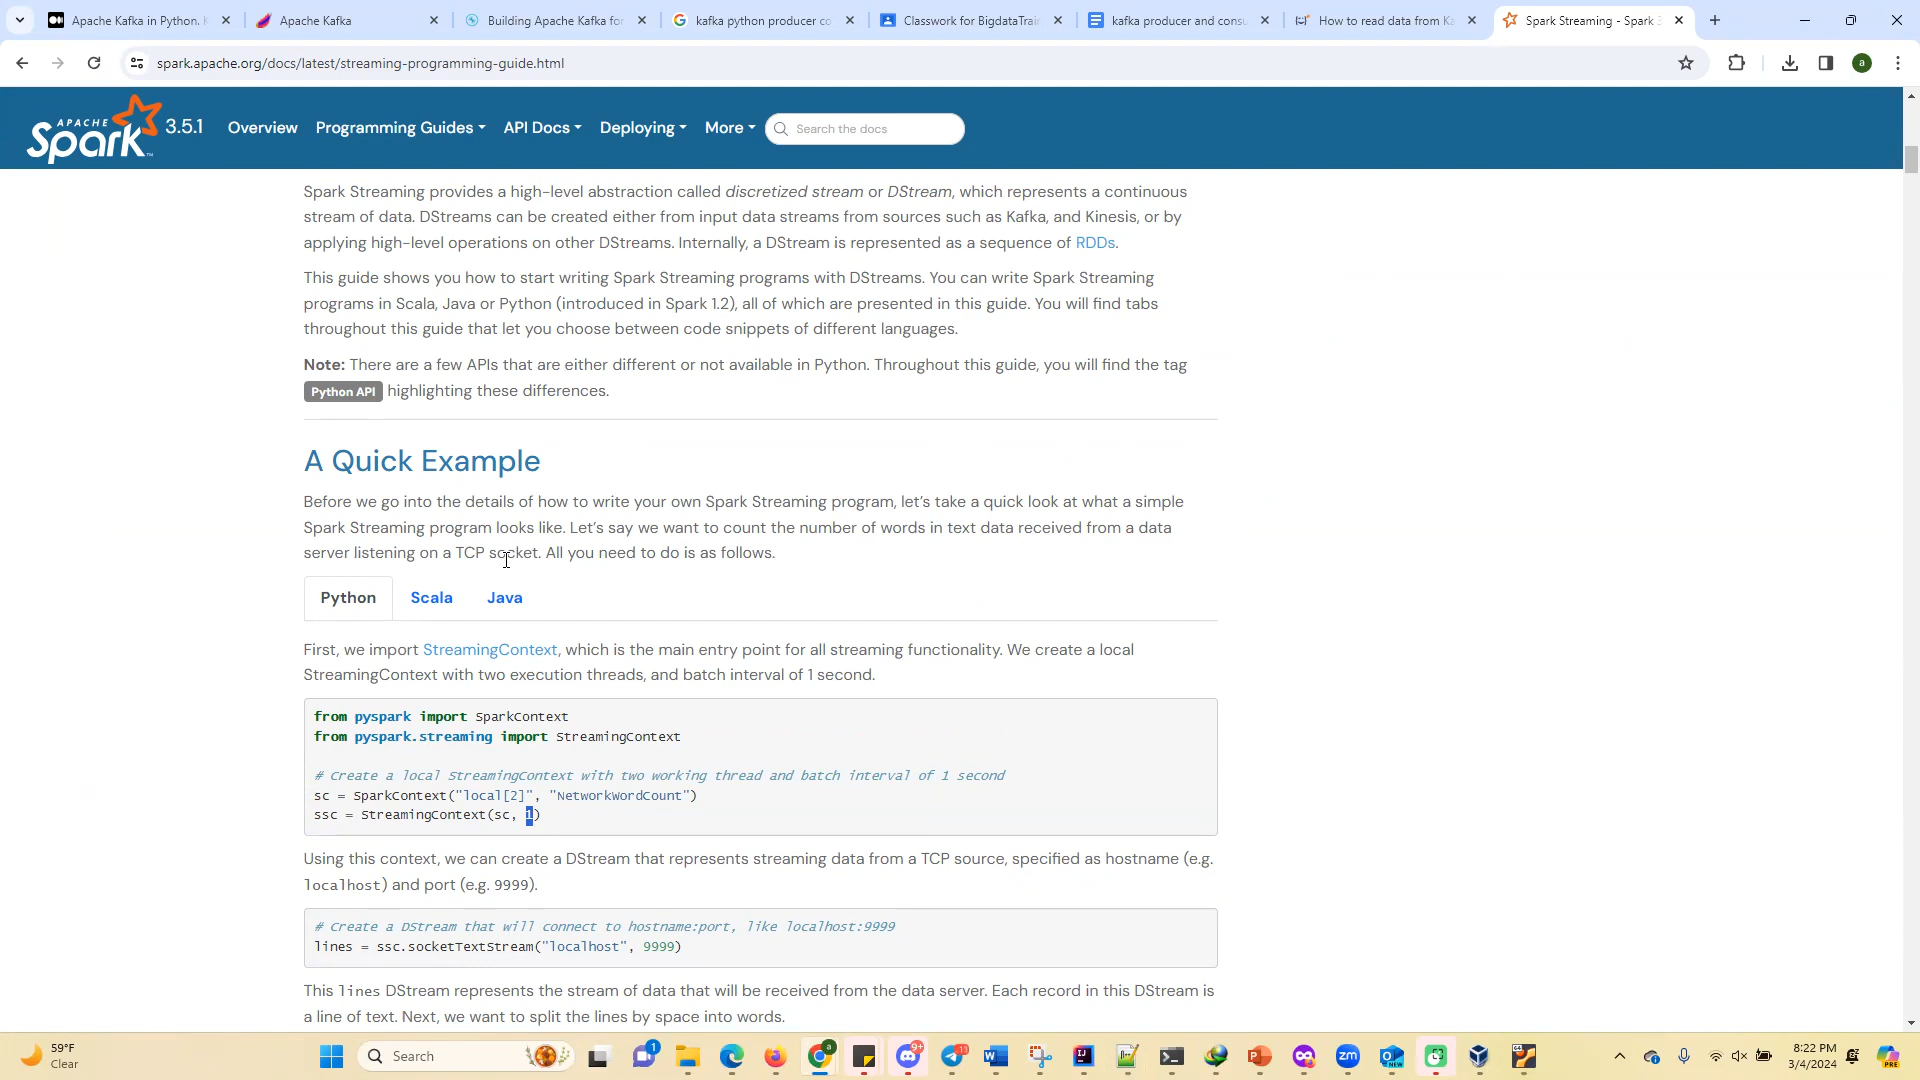 Apache Kafka in Python. K
Apache Kafka
Building Apache Kafka for
kafka python producer co
Classwork for BigdataTrain
kafka producer and consu
How to read data from Ka
Spark Streaming - Spark 3
spark.apache.org/docs/latest/streaming-programming-guide.html
a
APACHE Spark 3.5.1 Overview Programming Guides API Docs Deploying More Search the docs
Spark Streaming provides a high-level abstraction called discretized stream or DStream, which represents a continuous
stream of data. DStreams can be created either from input data streams from sources such as Kafka, and Kinesis, or by
applying high-level operations on other DStreams. Internally, a DStream is represented as a sequence of RDDs.
This guide shows you how to start writing Spark Streaming programs with DStreams. You can write Spark Streaming
programs in Scala, Java or Python (introduced in Spark 1.2), all of which are presented in this guide. You will find tabs
throughout this guide that let you choose between code snippets of different languages.
Note: There are a few APIs that are either different or not available in Python. Throughout this guide, you will find the tag
Python API highlighting these differences.
A Quick Example
Before we go into the details of how to write your own Spark Streaming program, let's take a quick look at what a simple
Spark Streaming program looks like. Let's say we want to count the number of words in text data received from a data
server listening on a TCP socket. All you need to do is as follows.
Python Scala Java
First, we import StreamingContext, which is the main entry point for all streaming functionality. We create a local
StreamingContext with two execution threads, and batch interval of 1 second.
from pyspark import SparkContext
from pyspark.streaming import StreamingContext
# Create a local StreamingContext with two working thread and batch interval of 1 second
sc = SparkContext("local[2]", "NetworkWordCount")
ssc = StreamingContext(sc, 1)
Using this context, we can create a DStream that represents streaming data from a TCP source, specified as hostname (e.g.
localhost) and port (e.g. 9999).
# Create a DStream that will connect to hostname:port, like localhost:9999
lines = ssc.socketTextStream("localhost", 9999)
This lines DStream represents the stream of data that will be received from the data server. Each record in this DStream is
a line of text. Next, we want to split the lines by space into words.
59°F
Clear
Search
8:22 PM
3/4/2024